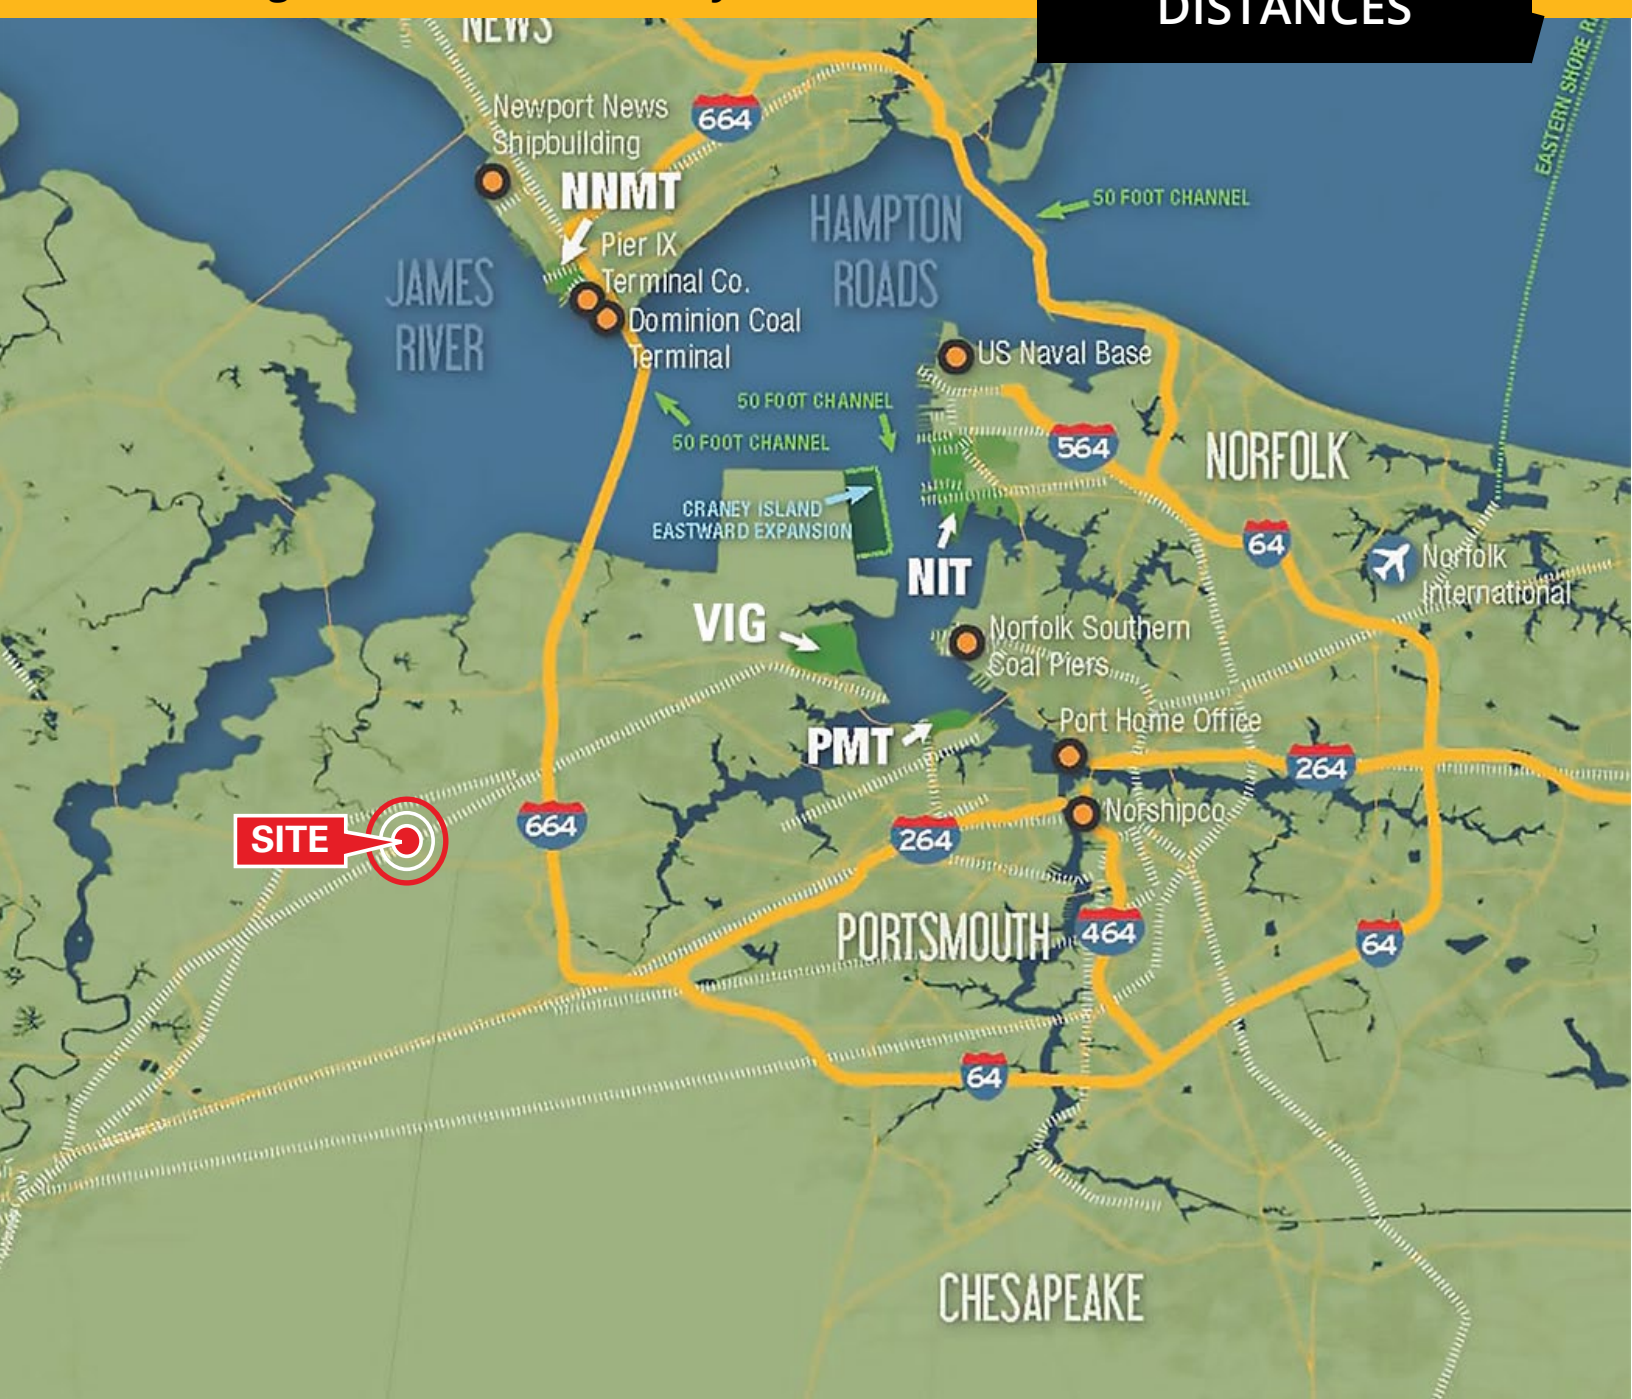 DISTANCES
NEWS
EASTERN SHORE
Newport News
Shipbuilding
664
NNMT
50 FOOT CHANNEL
HAMPTON
ROADS
Pier IX
Terminal Co.
JAMES
RIVER
Dominion Coal
Terminal
US Naval Base
50 FOOT CHANNEL
50 FOOT CHANNEL
564
NORFOLK
CRANEY ISLAND
EASTWARD EXPANSION
64
Norfolk
International
NIT
VIG
Norfolk Southern
Coal Piers
Port Home Office
PMT
264
664
SITE
264
Norshipco
PORTSMOUTH
464
64
64
CHESAPEAKE